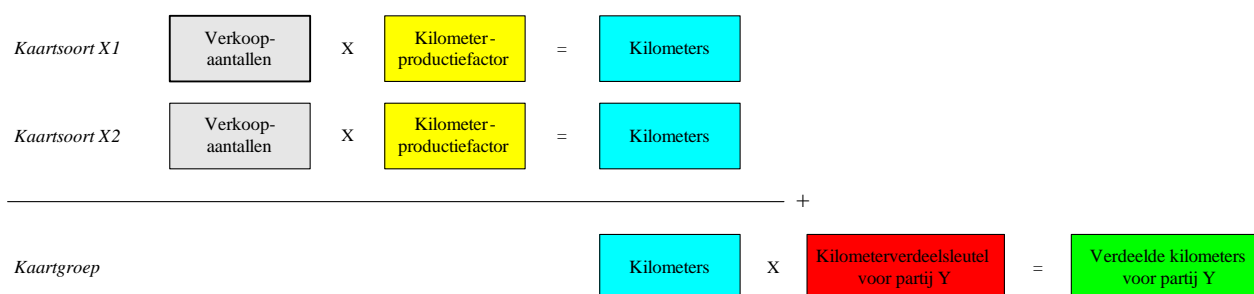 Kaartsoort X1 Verkoop- X Kilometer- = Kilometers
aantallen productiefactor
Kaartsoort X2 Verkoop- X Kilometer- = Kilometers
aantallen productiefactor
+
Kaartgroep Kilometers X Kilometerverdeelsleutel = Verdeelde kilometers
voor partij Y voor partij Y